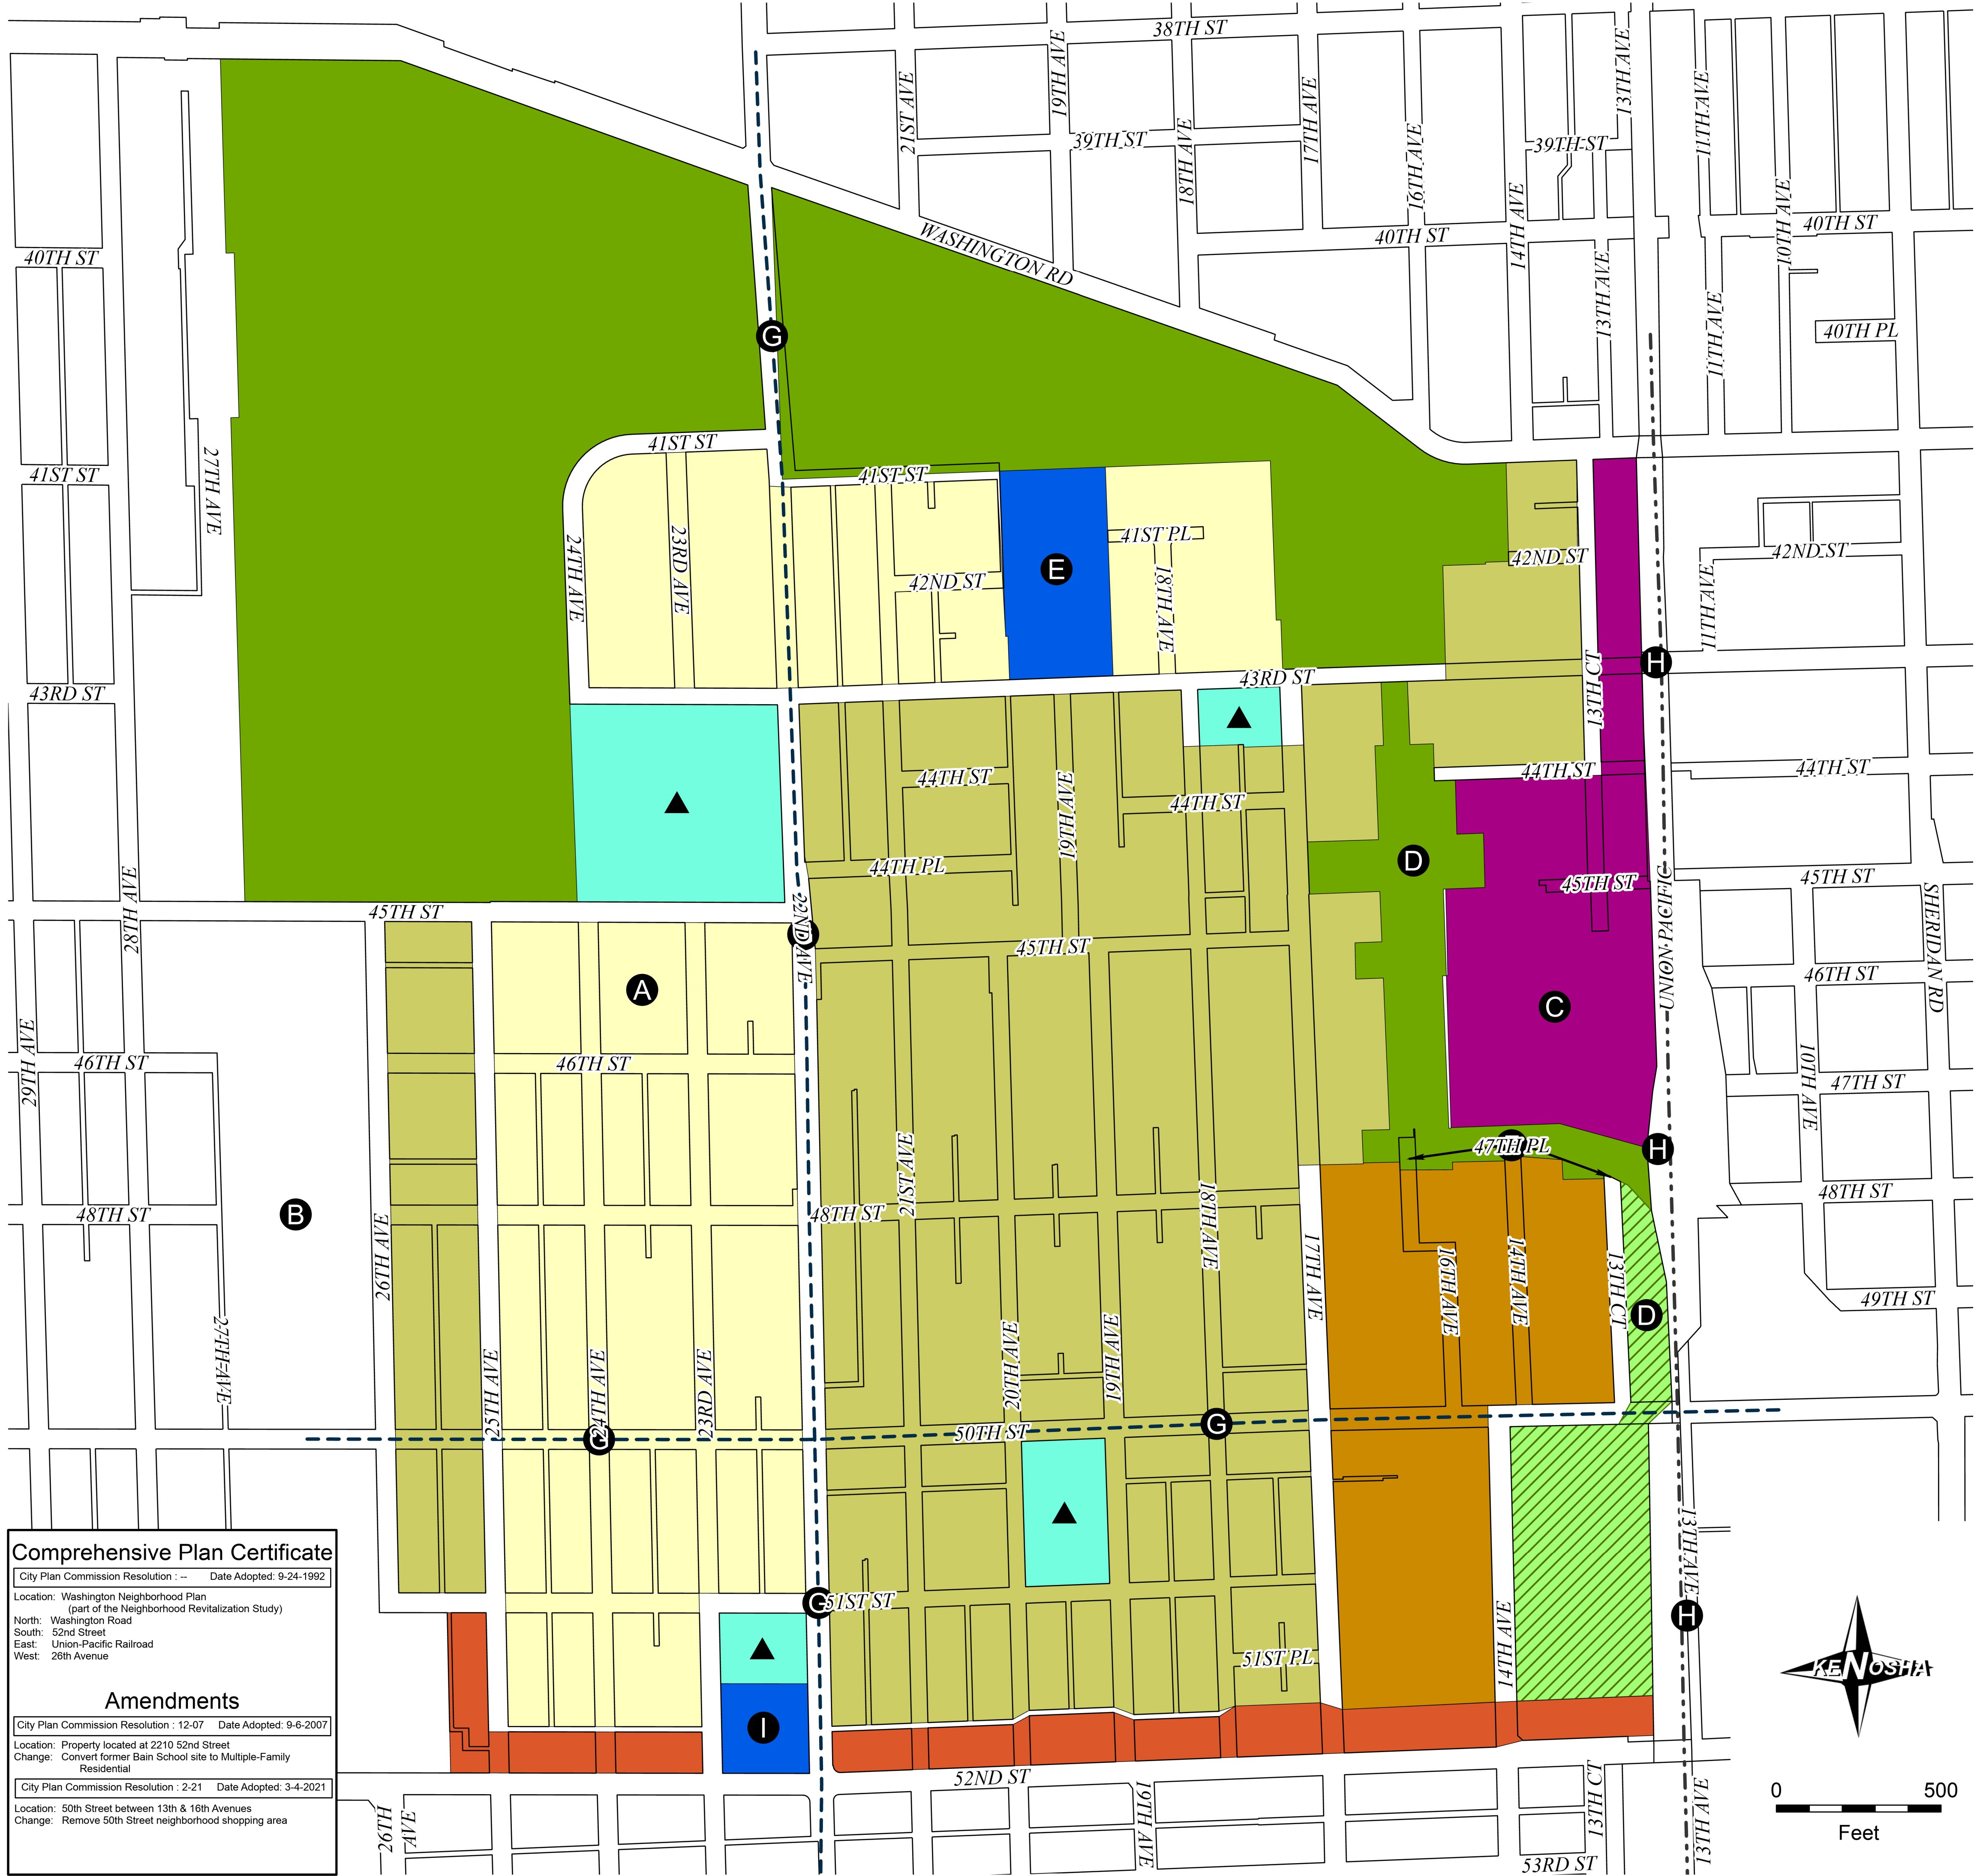 38TH ST
21ST AVE
19TH AVE
39TH ST
18TH AVE
17TH AVE
16TH AVE
39TH ST
13TH AVE
11TH AVE
14TH AVE
10TH AVE
40TH ST
40TH ST
40TH ST
WASHINGTON RD
13TH AVE
11TH AVE
40TH PL
G
41ST ST
41ST ST
41ST ST
27TH AVE
24TH AVE
23RD AVE
42ND ST
E
41ST PL
18TH AVE
42ND ST
42ND ST
11TH AVE
H
43RD ST
43RD ST
13TH CT
44TH ST
44TH ST
44TH ST
44TH ST
19TH AVE
44TH PL
D
45TH ST
45TH ST
28TH AVE
45TH ST
22ND AVE
G
45TH ST
UNION PACIFIC
SHERIDAN RD
46TH ST
A
C
29TH AVE
46TH ST
46TH ST
10TH AVE
47TH ST
47TH PL
H
21ST AVE
18TH AVE
48TH ST
B
48TH ST
48TH ST
26TH AVE
17TH AVE
16TH AVE
14TH AVE
13TH CT
D
49TH ST
27TH AVE
25TH AVE
24TH AVE
23RD AVE
20TH AVE
19TH AVE
G
50TH ST
G
G
51ST ST
13TH AVE
H
14TH AVE
51ST PL
I
52ND ST
26TH AVE
19TH AVE
13TH CT
13TH AVE
53RD ST
Comprehensive Plan Certificate
City Plan Commission Resolution : -- Date Adopted: 9-24-1992
Location: Washington Neighborhood Plan
(part of the Neighborhood Revitalization Study)
North: Washington Road
South: 52nd Street
East: Union-Pacific Railroad
West: 26th Avenue
Amendments
City Plan Commission Resolution : 12-07 Date Adopted: 9-6-2007
Location: Property located at 2210 52nd Street
Change: Convert former Bain School site to Multiple-Family
Residential
City Plan Commission Resolution : 2-21 Date Adopted: 3-4-2021
Location: 50th Street between 13th & 16th Avenues
Change: Remove 50th Street neighborhood shopping area
KENOSHA
0 500
Feet